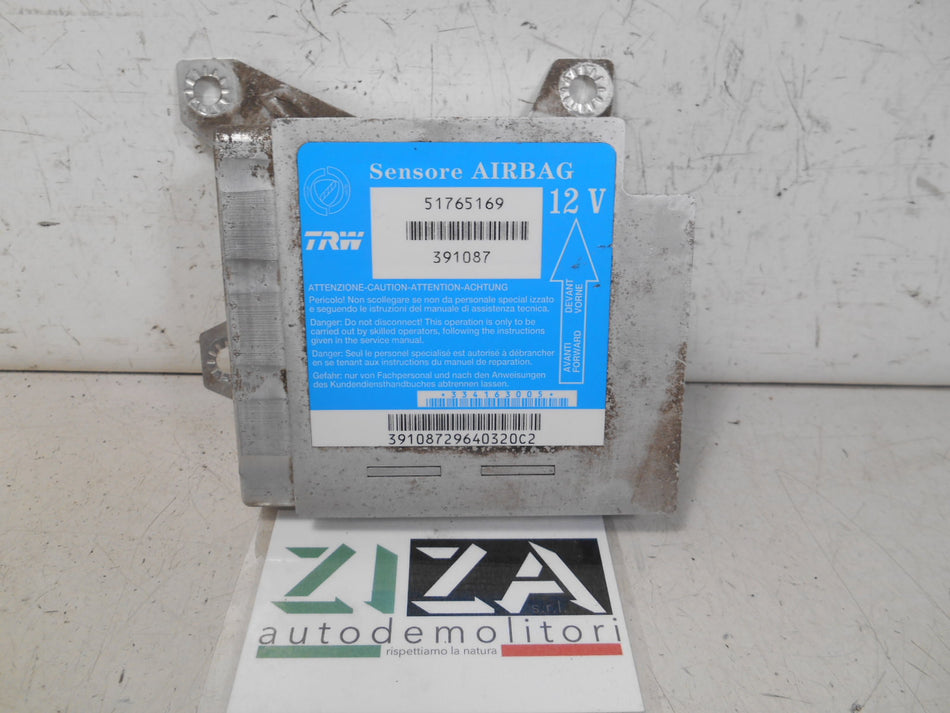 Sensore AIRBAG
51765169
12 V
TRW
391087
ATTENZIONE-CAUTION-ATTENTION-ACHTUNG
Pericolo! Non scollegare se non da personale special izzato
e seguendo le istruzioni del manuale di assistenza tecnica.
Danger: Do not disconnect! This operation is only to be
carried out by skilled operators, following the instructions
given in the service manual.
Danger: Seul le personel spécialisé est autorisé à débrancher
en se tenant aux instructions du manuel de reparation.
Gefahr: nur von Fachpersonal und nach den Anweisungen
des Kundendiensthandbuches abtrennen lassen.
AVANTI DEVANT
FORWARD VORNE
*334163005*
39108729640320C2
ZIZA
s.r.l.
autodemolitori
rispettiamo la natura